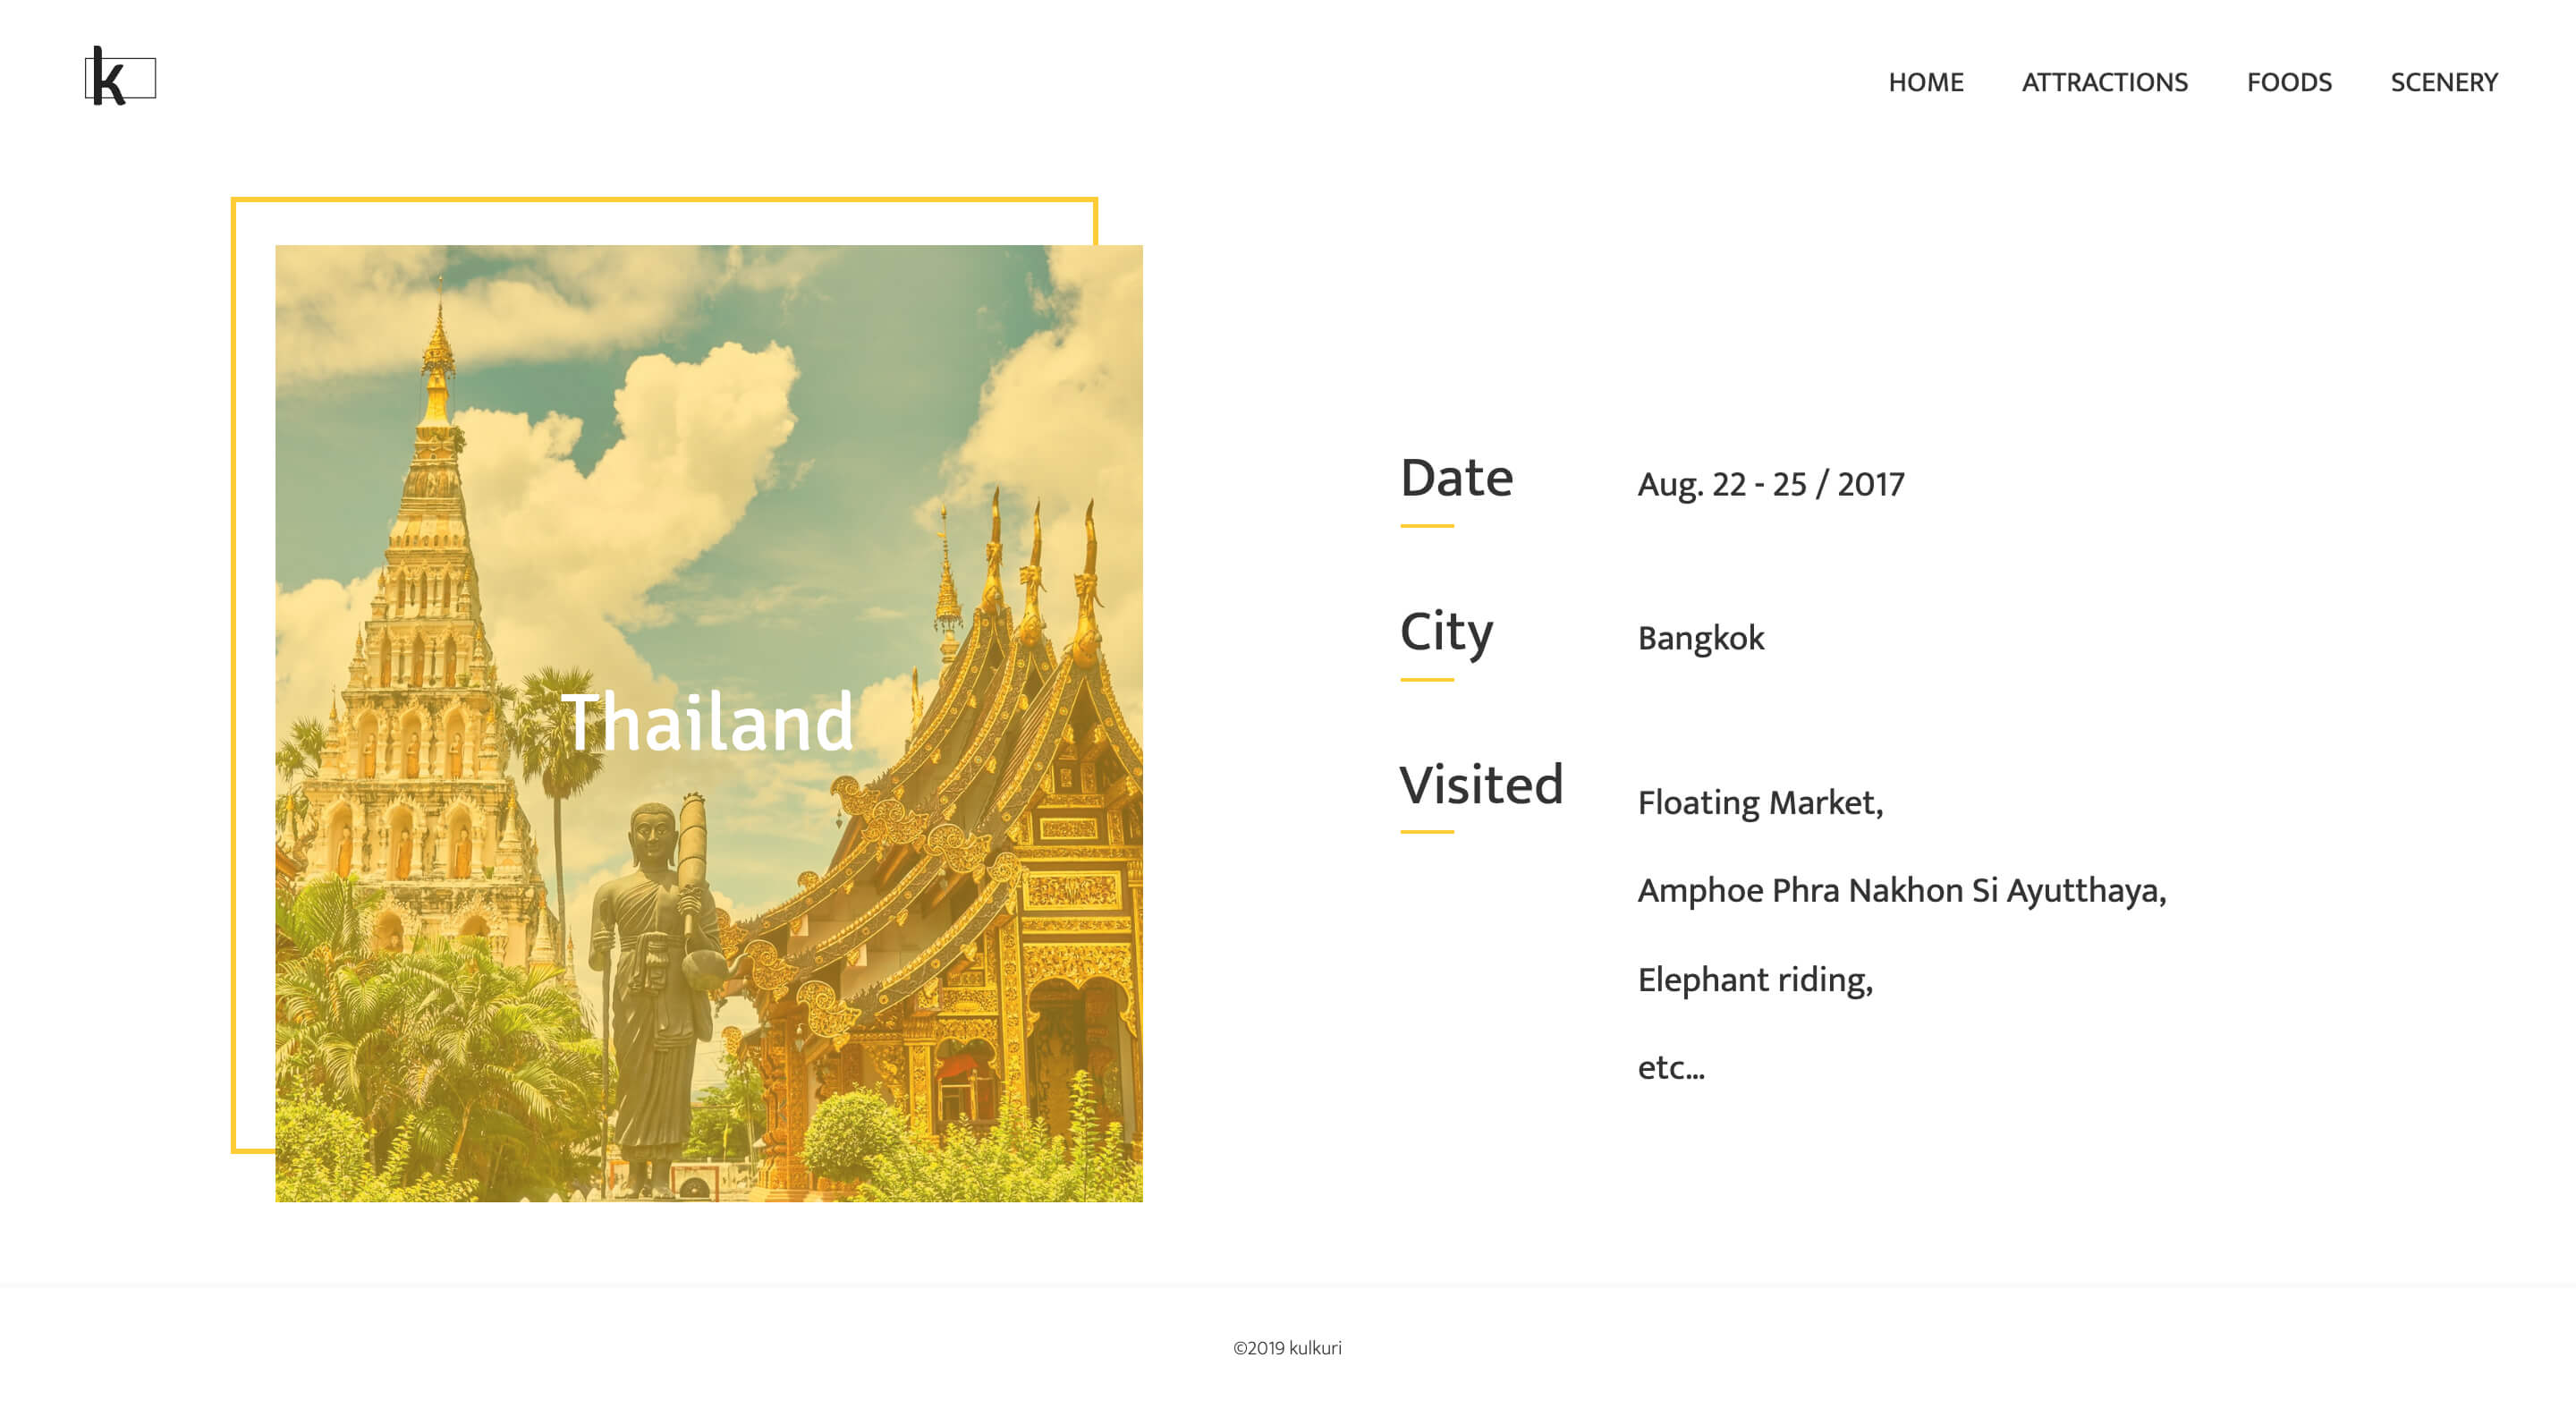 k
HOME
ATTRACTIONS
FOODS
SCENERY
Thailand
Date
Aug. 22 - 25 / 2017
City
Bangkok
Visited
Floating Market,
Amphoe Phra Nakhon Si Ayutthaya,
Elephant riding,
etc...
©2019 kulkuri